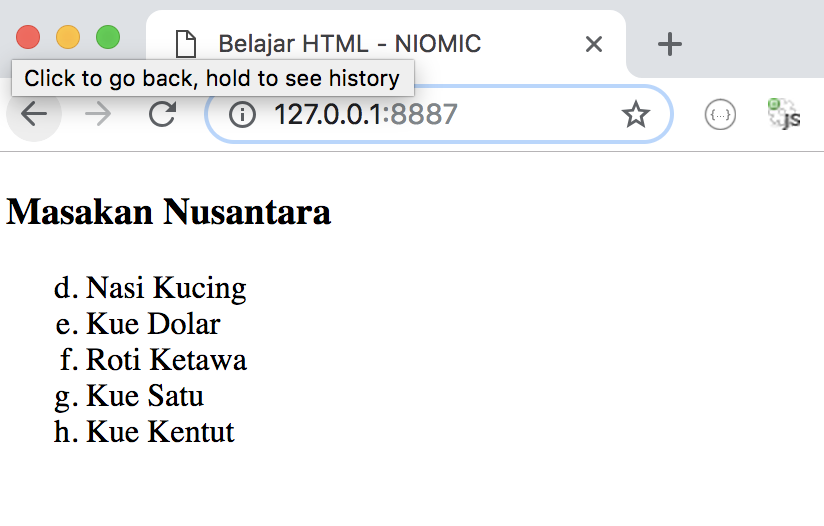 Belajar HTML - NIOMIC
Click to go back, hold to see history
127.0.0.1:8887
{...}
JS
Masakan Nusantara
d. Nasi Kucing
e. Kue Dolar
f. Roti Ketawa
g. Kue Satu
h. Kue Kentut